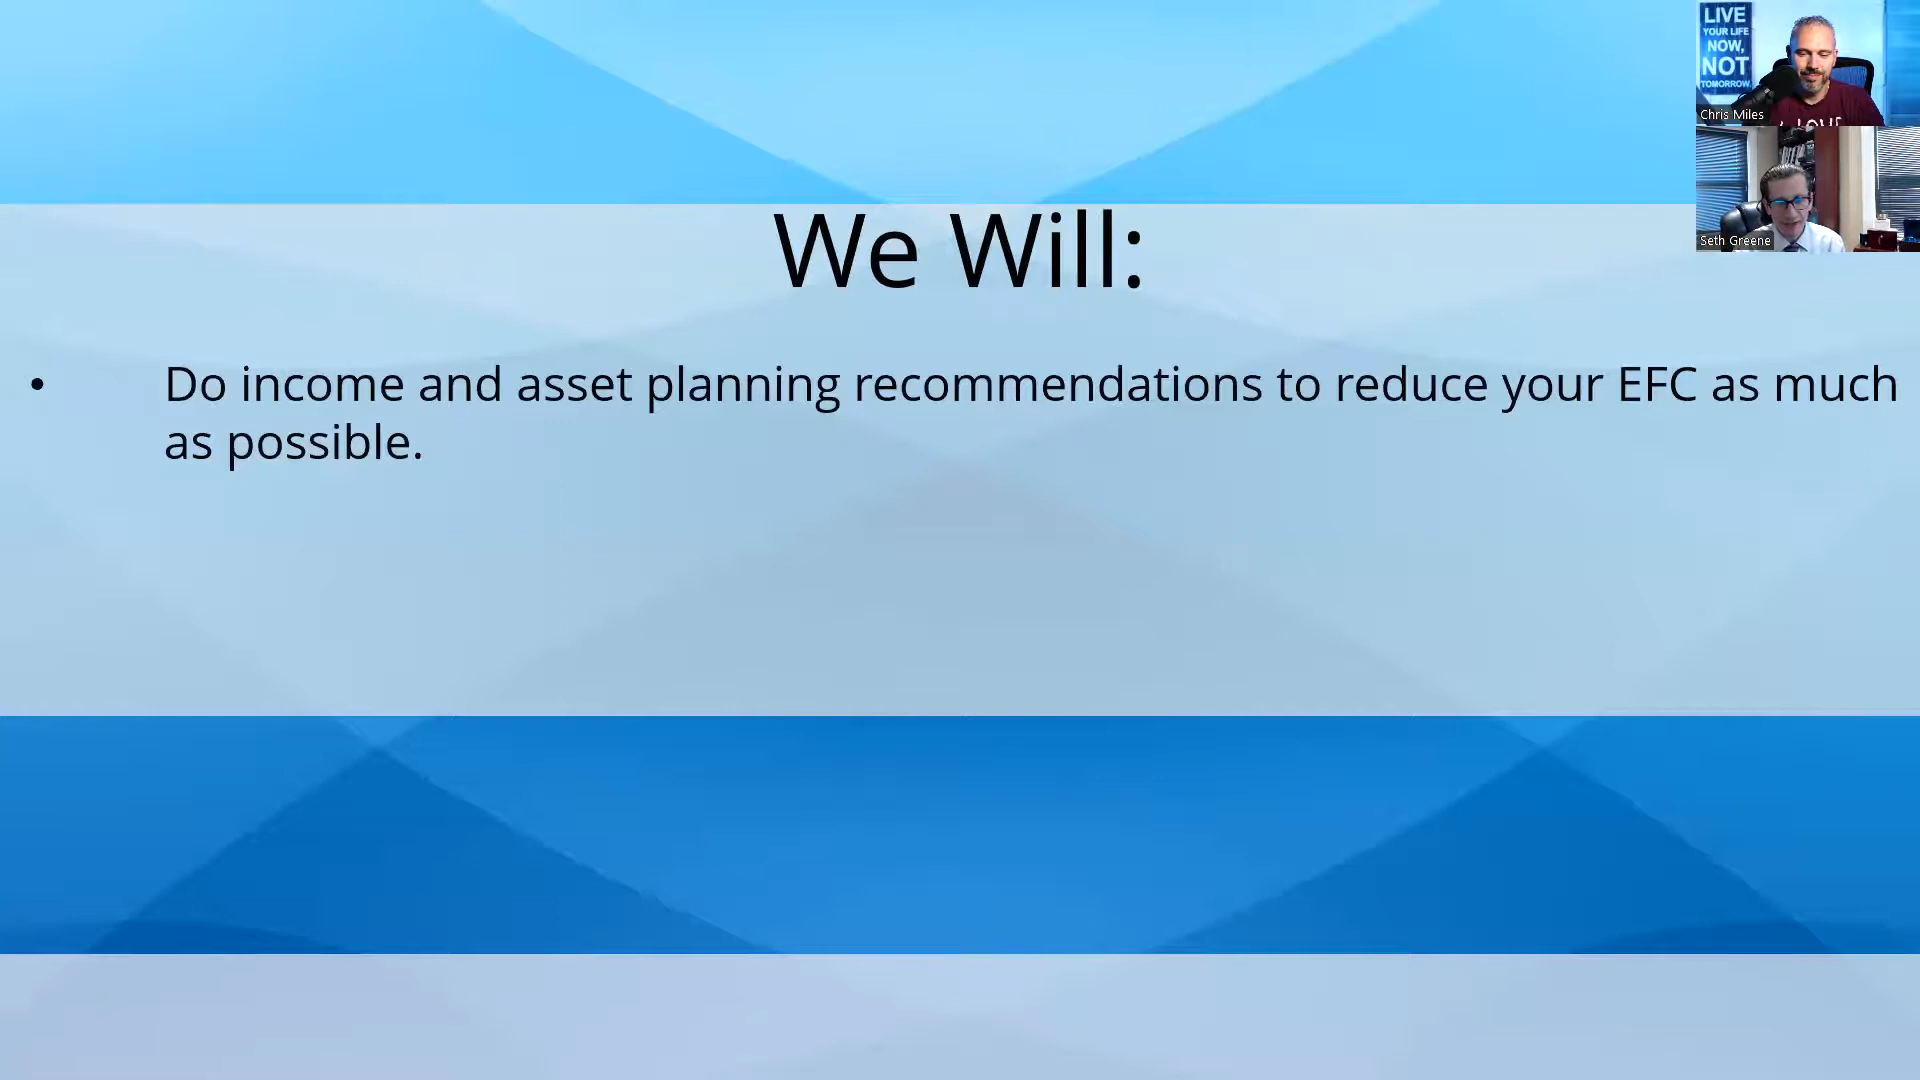 We Will:
• Do income and asset planning recommendations to reduce your EFC as much
as possible.
LIVE
YOUR LIFE
NOW,
NOT
TOMORROW.
Chris Miles
LOVE
Seth Greene